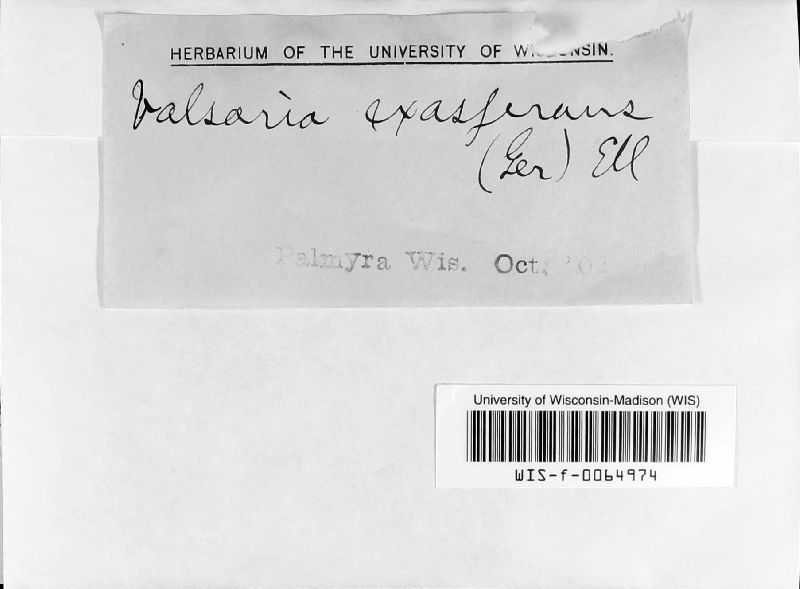 HERBARIUM OF THE UNIVERSITY OF WISCONSIN.
Valsaria exasperans
(Ger) Ell
Palmyra Wis. Oct. '01
University of Wisconsin-Madison (WIS)
WIS-f-0064974